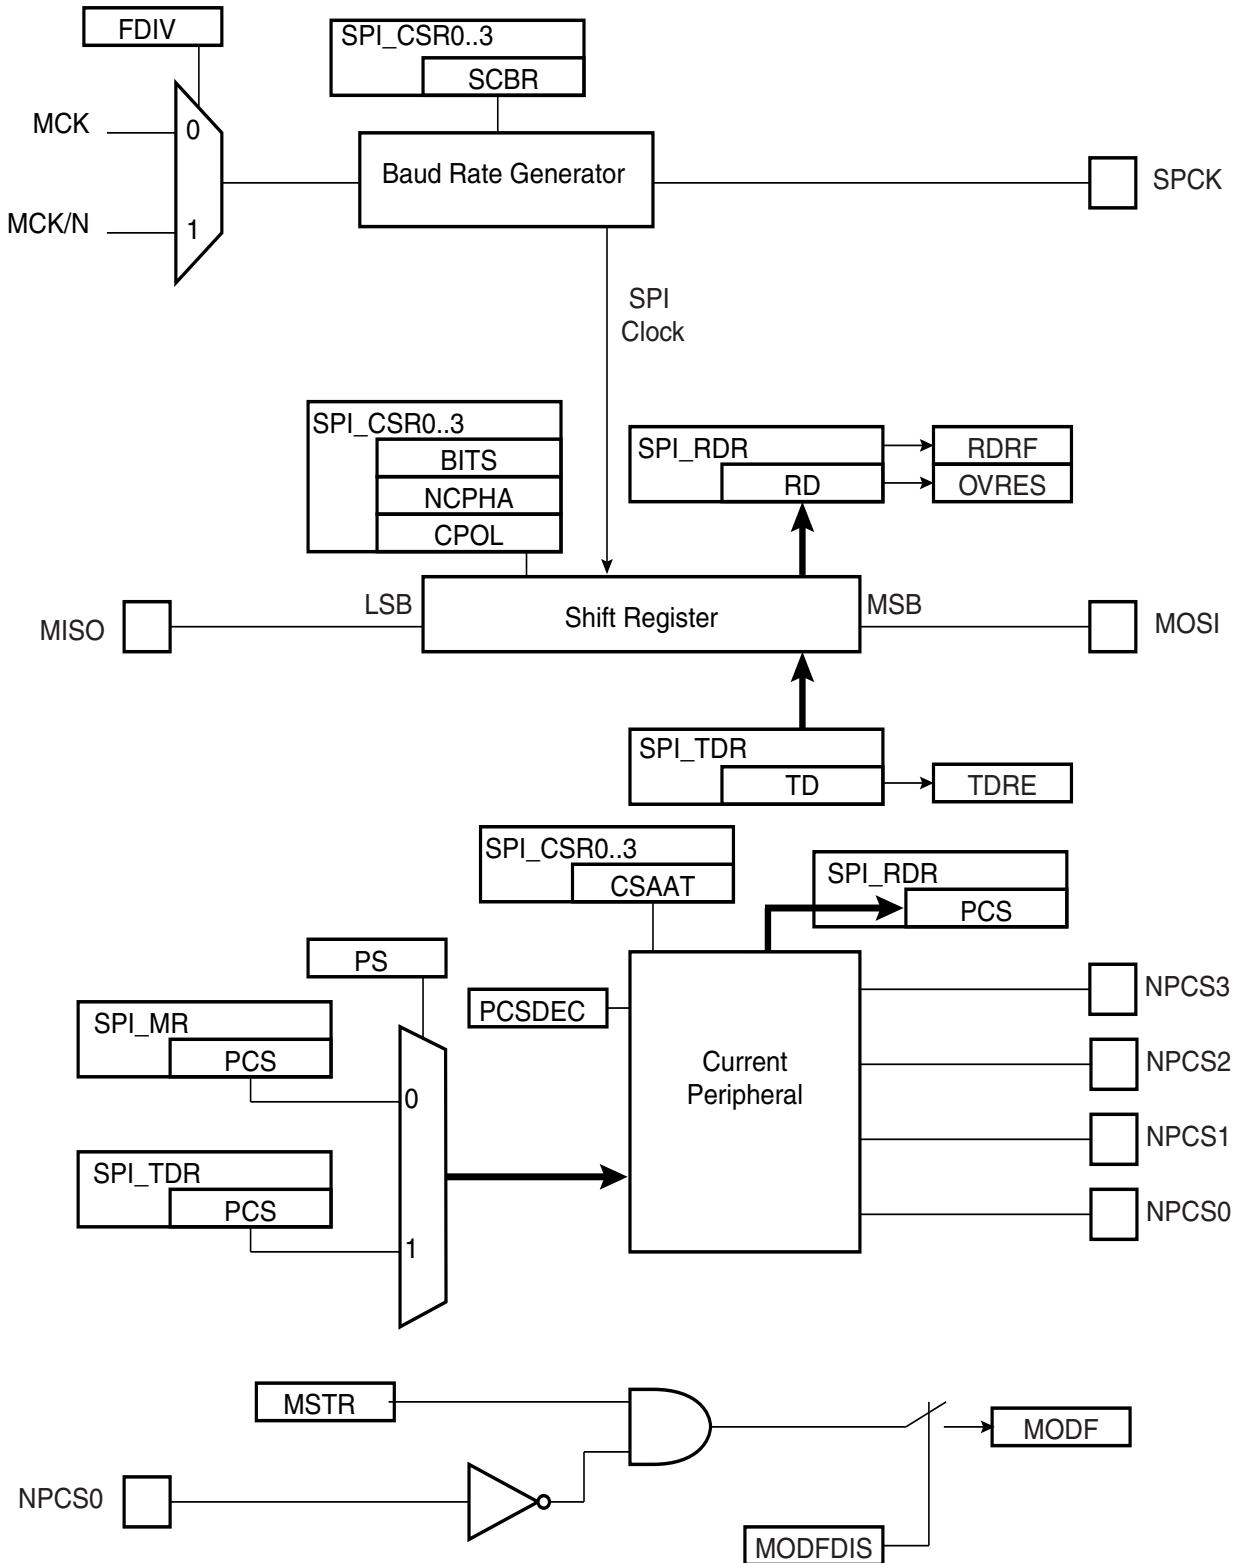 FDIV
SPI_CSR0..3
SCBR
MCK
0
Baud Rate Generator
SPCK
MCK/N
1
SPI
Clock
SPI_CSR0..3
BITS
NCPHA
CPOL
SPI_RDR
RD
RDRF
OVRES
LSB
MSB
MISO
Shift Register
MOSI
SPI_TDR
TD
TDRE
SPI_CSR0..3
CSAAT
SPI_RDR
PCS
PS
PCSDEC
NPCS3
SPI_MR
PCS
0
Current
Peripheral
NPCS2
NPCS1
SPI_TDR
PCS
1
NPCS0
MSTR
MODF
NPCS0
MODFDIS